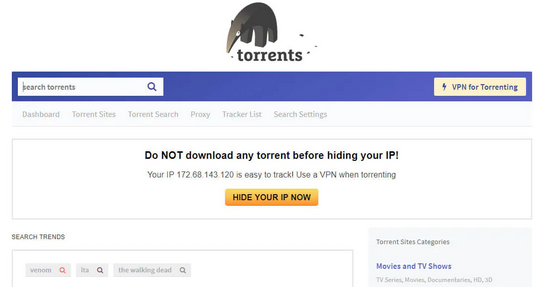 torrents
search torrents
VPN for Torrenting
Dashboard Torrent Sites Torrent Search Proxy Tracker List Search Settings
Do NOT download any torrent before hiding your IP!
Your IP 172.68.143.120 is easy to track! Use a VPN when torrenting
HIDE YOUR IP NOW
SEARCH TRENDS
Torrent Sites Categories
venom ita the walking dead
Movies and TV Shows
TV Series, Movies, Documentaries, HD, 3D